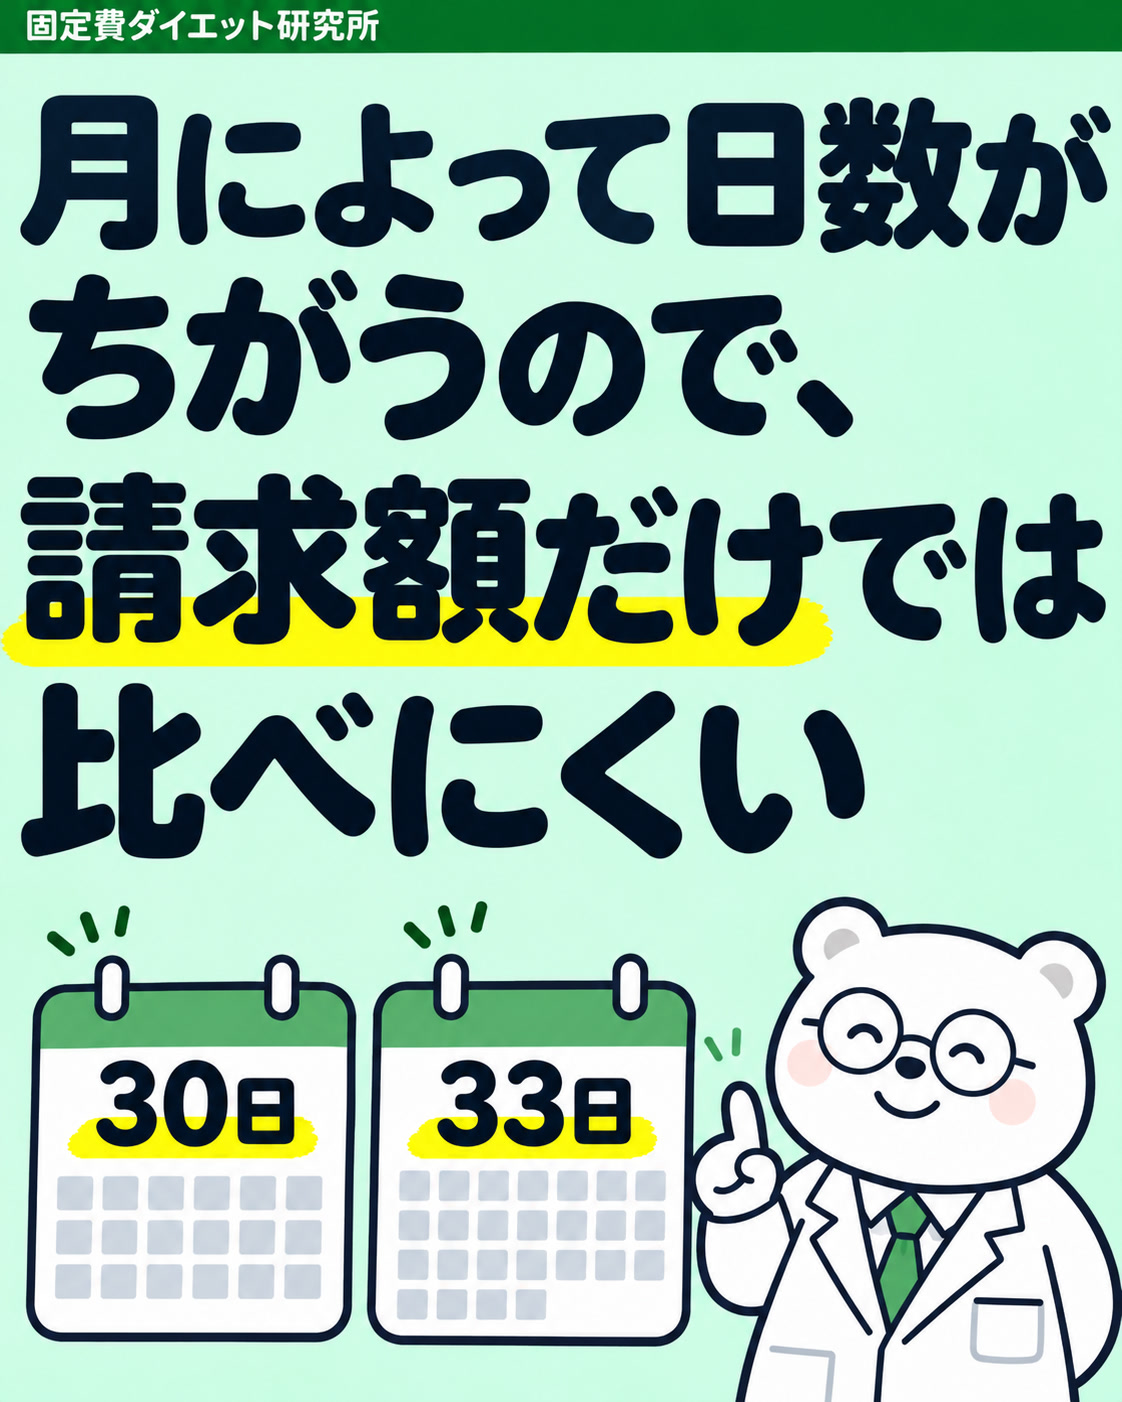 固定費ダイエット研究所
月によって日数が
ちがうので、
請求額だけでは
比べにくい
30日
33日